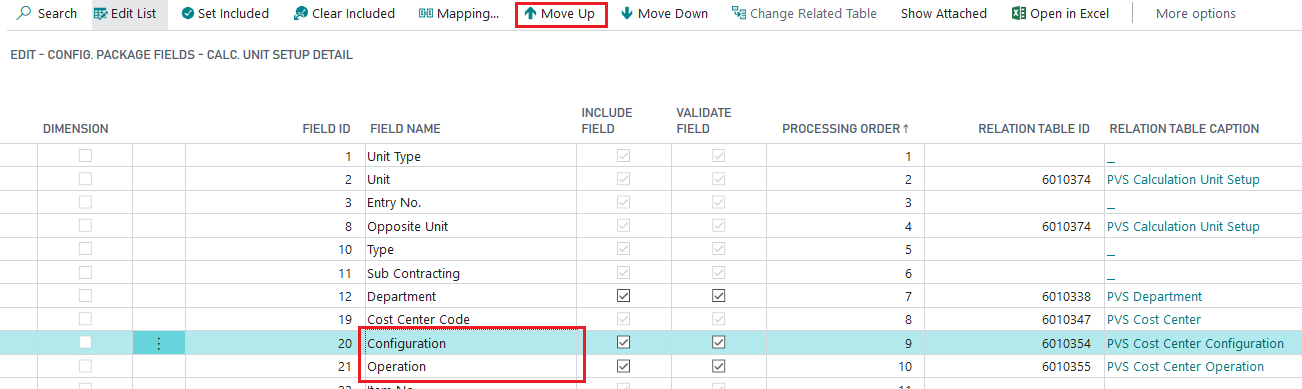 Search Edit List Set Included Clear Included Mapping... Move Up Move Down Change Related Table Show Attached Open in Excel More options
EDIT - CONFIG. PACKAGE FIELDS - CALC. UNIT SETUP DETAIL
DIMENSION FIELD ID FIELD NAME INCLUDE FIELD VALIDATE FIELD PROCESSING ORDER↑ RELATION TABLE ID RELATION TABLE CAPTION
1 Unit Type 1 _
2 Unit 2 6010374 PVS Calculation Unit Setup
3 Entry No. 3 _
8 Opposite Unit 4 6010374 PVS Calculation Unit Setup
10 Type 5 _
11 Sub Contracting 6 _
12 Department 7 6010338 PVS Department
19 Cost Center Code 8 6010347 PVS Cost Center
20 Configuration 9 6010354 PVS Cost Center Configuration
21 Operation 10 6010355 PVS Cost Center Operation